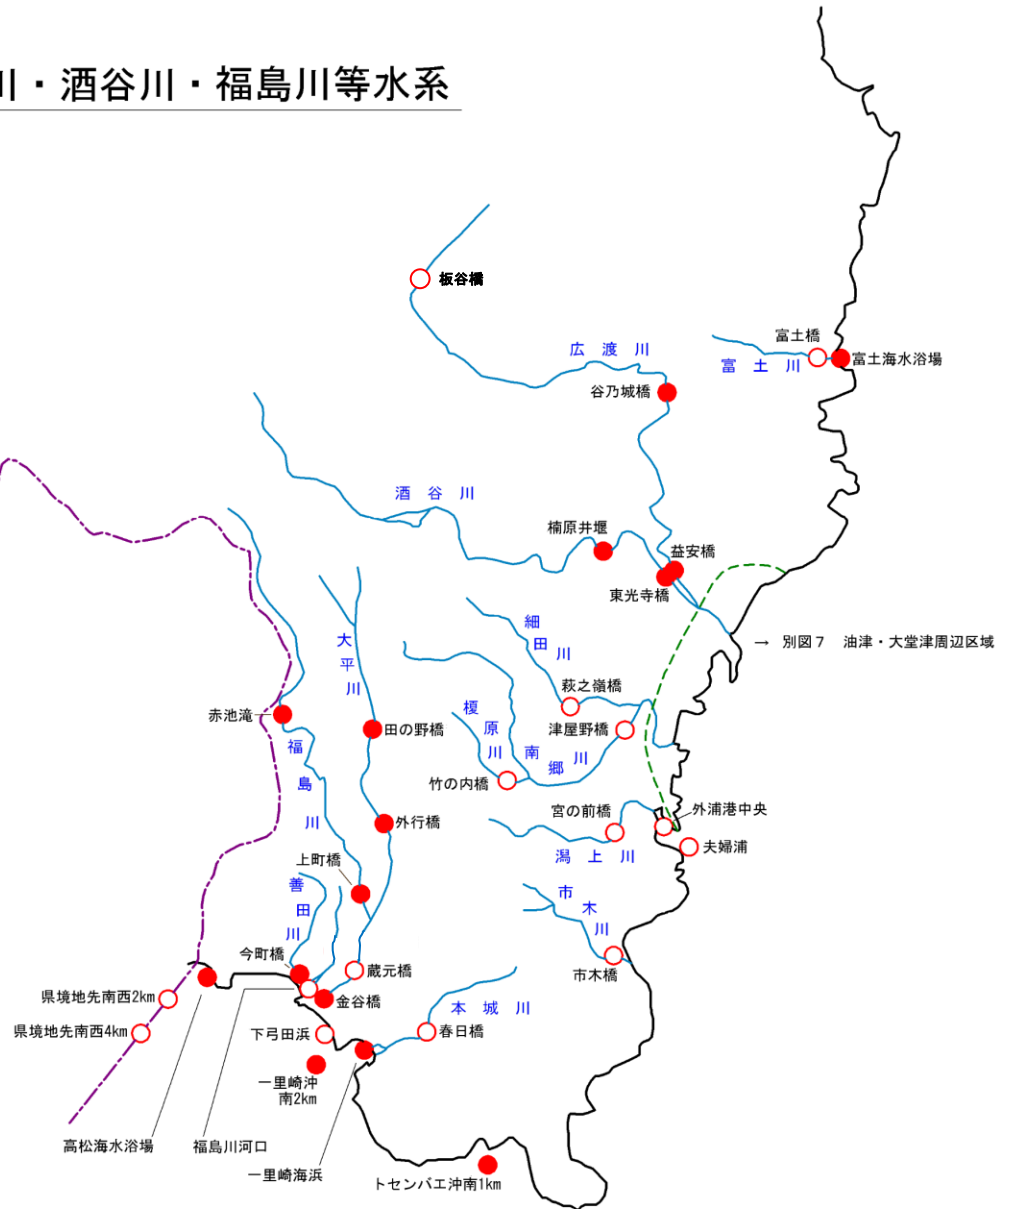 川・酒谷川・福島川等水系
板谷橋
広渡川
富土橋
富土川
富土海水浴場
谷乃城橋
酒谷川
楠原井堰
益安橋
東光寺橋
→ 別図７ 油津・大堂津周辺区域
細田川
大平川
萩之嶺橋
榎原川
津屋野橋
赤池滝
田の野橋
福島川
南郷川
竹の内橋
外行橋
宮の前橋
外浦港中央
夫婦浦
潟上川
上町橋
善田川
市木川
今町橋
蔵元橋
市木橋
県境地先南西2km
金谷橋
本城川
県境地先南西4km
下弓田浜
春日橋
一里崎沖
南2km
高松海水浴場
福島川河口
一里崎海浜
トセンバエ沖南1km